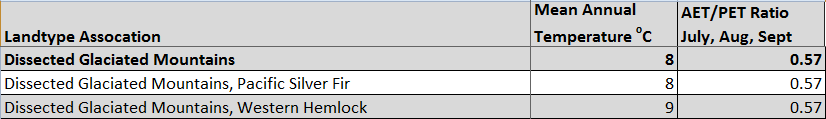 Landtype Assocation Mean Annual Temperature °C AET/PET Ratio July, Aug, Sept
Dissected Glaciated Mountains 8 0.57
Dissected Glaciated Mountains, Pacific Silver Fir 8 0.57
Dissected Glaciated Mountains, Western Hemlock 9 0.57